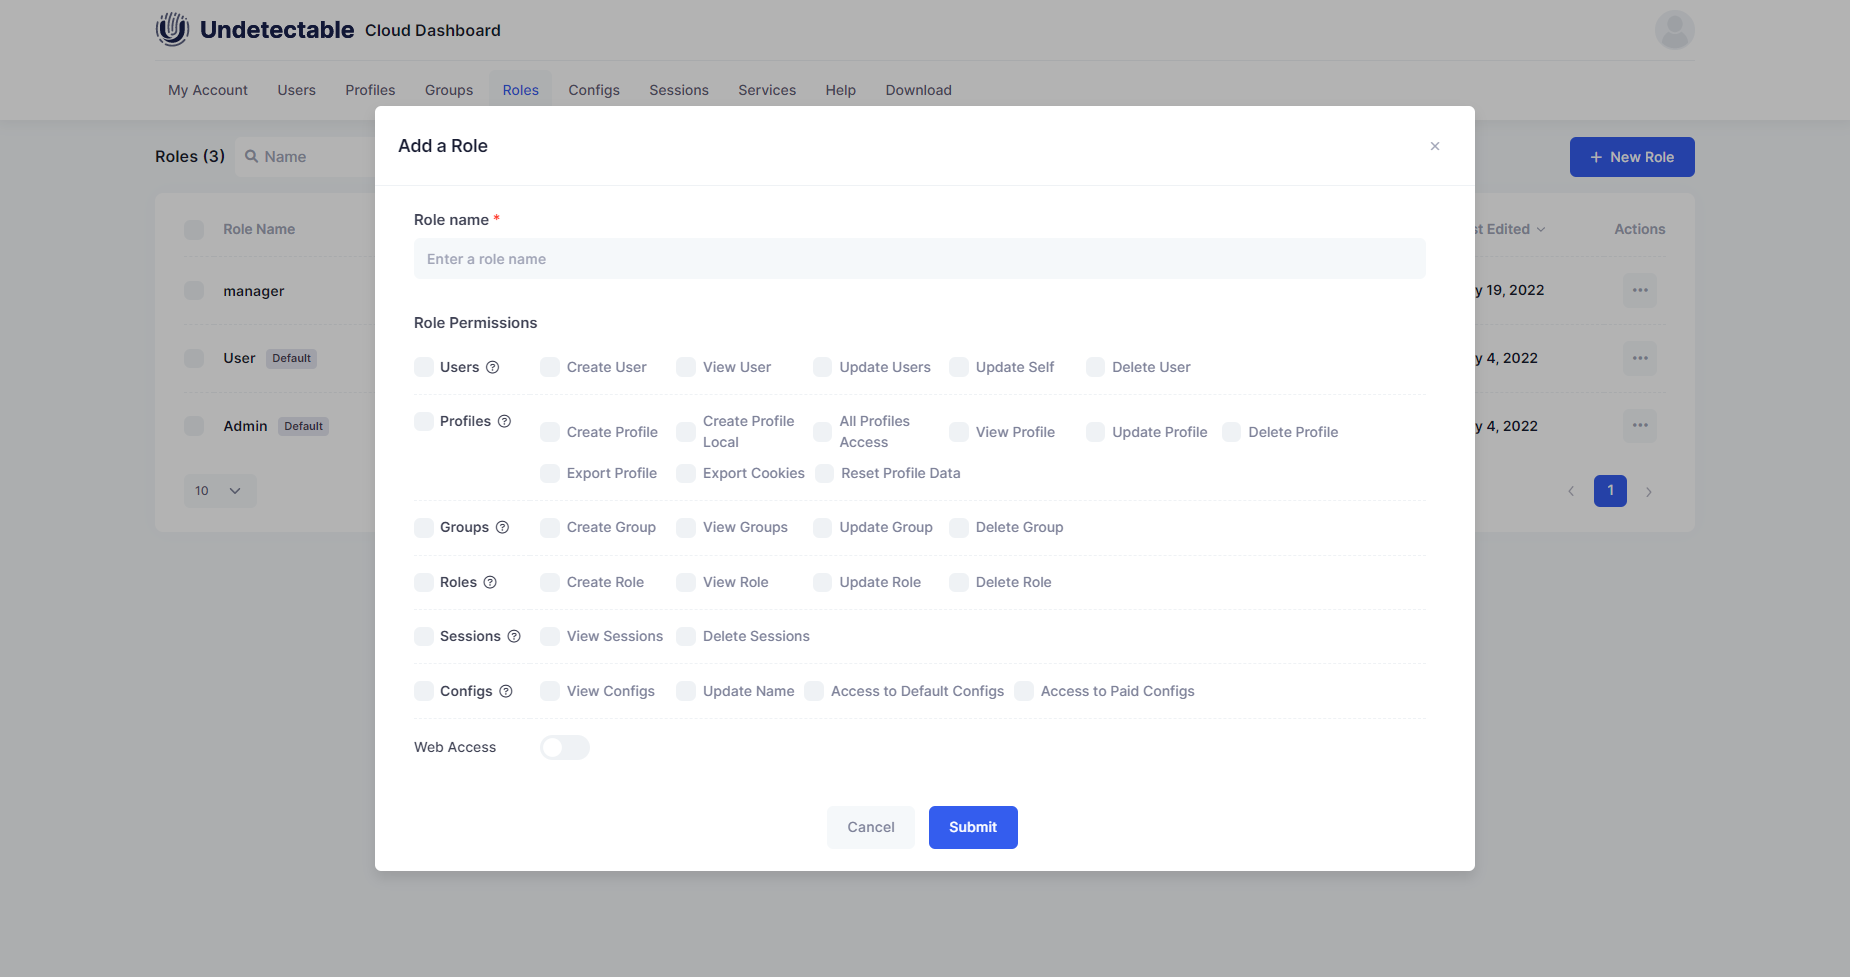 Undetectable Cloud Dashboard
My Account Users Profiles Groups Roles Configs Sessions Services Help Download
Add a Role ×
Roles (3) Name + New Role
Role name *
Role Name st Edited Actions
Enter a role name
manager y 19, 2022
Role Permissions
User Default y 4, 2022
Users Create User View User Update Users Update Self Delete User
Admin Default y 4, 2022
Profiles Create Profile Create Profile Local All Profiles Access View Profile Update Profile Delete Profile
Export Profile Export Cookies Reset Profile Data
10 1
Groups Create Group View Groups Update Group Delete Group
Roles Create Role View Role Update Role Delete Role
Sessions View Sessions Delete Sessions
Configs View Configs Update Name Access to Default Configs Access to Paid Configs
Web Access
Cancel Submit